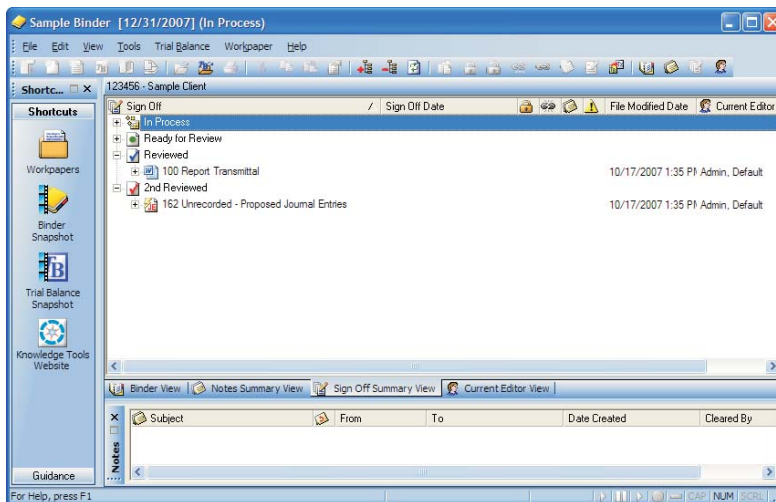 Sample Binder [12/31/2007] (In Process)
File Edit View Tools Trial Balance Workpaper Help
Shortc...
123456 - Sample Client
Shortcuts
Sign Off / Sign Off Date File Modified Date Current Editor
In Process
Ready for Review
Reviewed
100 Report Transmittal 10/17/2007 1:35 PM Admin, Default
2nd Reviewed
162 Unrecorded - Proposed Journal Entries 10/17/2007 1:35 PM Admin, Default
Workpapers
Binder
Snapshot
TB
Trial Balance
Snapshot
Knowledge Tools
Website
Guidance
Binder View Notes Summary View Sign Off Summary View Current Editor View
Notes
Subject From To Date Created Cleared By
For Help, press F1
CAP NUM SCRL